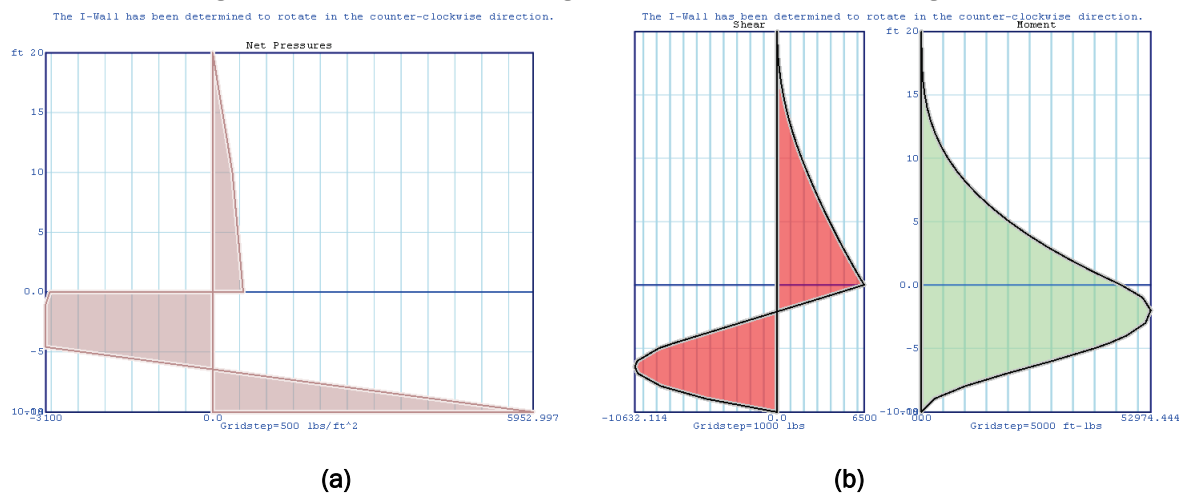 The I-Wall has been determined to rotate in the counter-clockwise direction.
Net Pressures
ft 20
15
10
5
0.0
-5
-3100
0.0
5952.997
Gridstep=500 lbs/ft^2
(a)
The I-Wall has been determined to rotate in the counter-clockwise direction.
Shear
Moment
ft 20
15
10
5
0.0
-5
-10632.114
0.0
6500
52974.444
Gridstep=1000 lbs
Gridstep=5000 ft-lbs
(b)